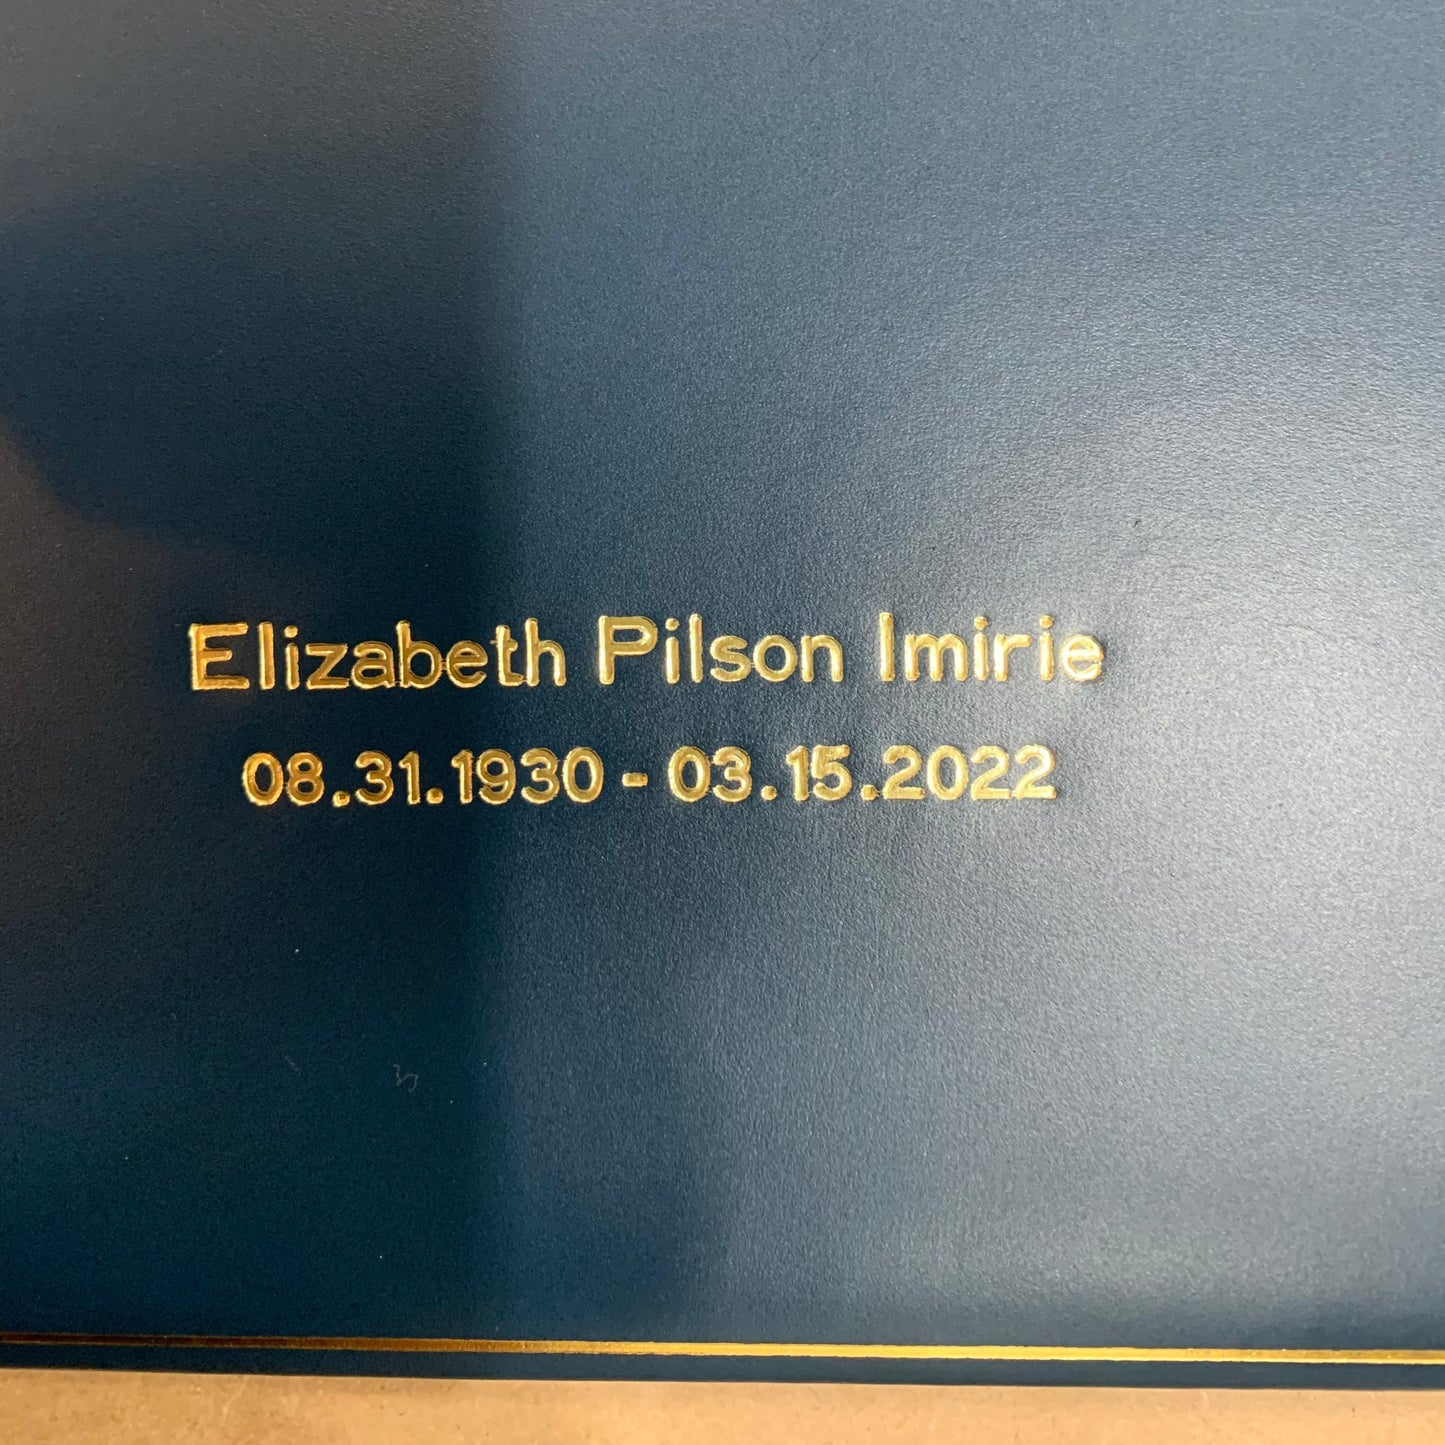 Elizabeth Pilson Imirie
08.31.1930 - 03.15.2022